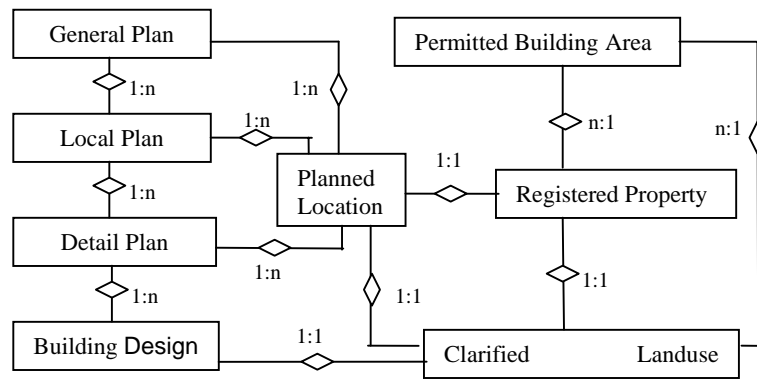 General Plan
Permitted Building Area
1:n
1:n
Local Plan
1:n
n:1
n:1
1:1
Planned
Location
Registered Property
1:n
Detail Plan
1:n
1:n
1:1
1:1
Building Design
1:1
Clarified Landuse